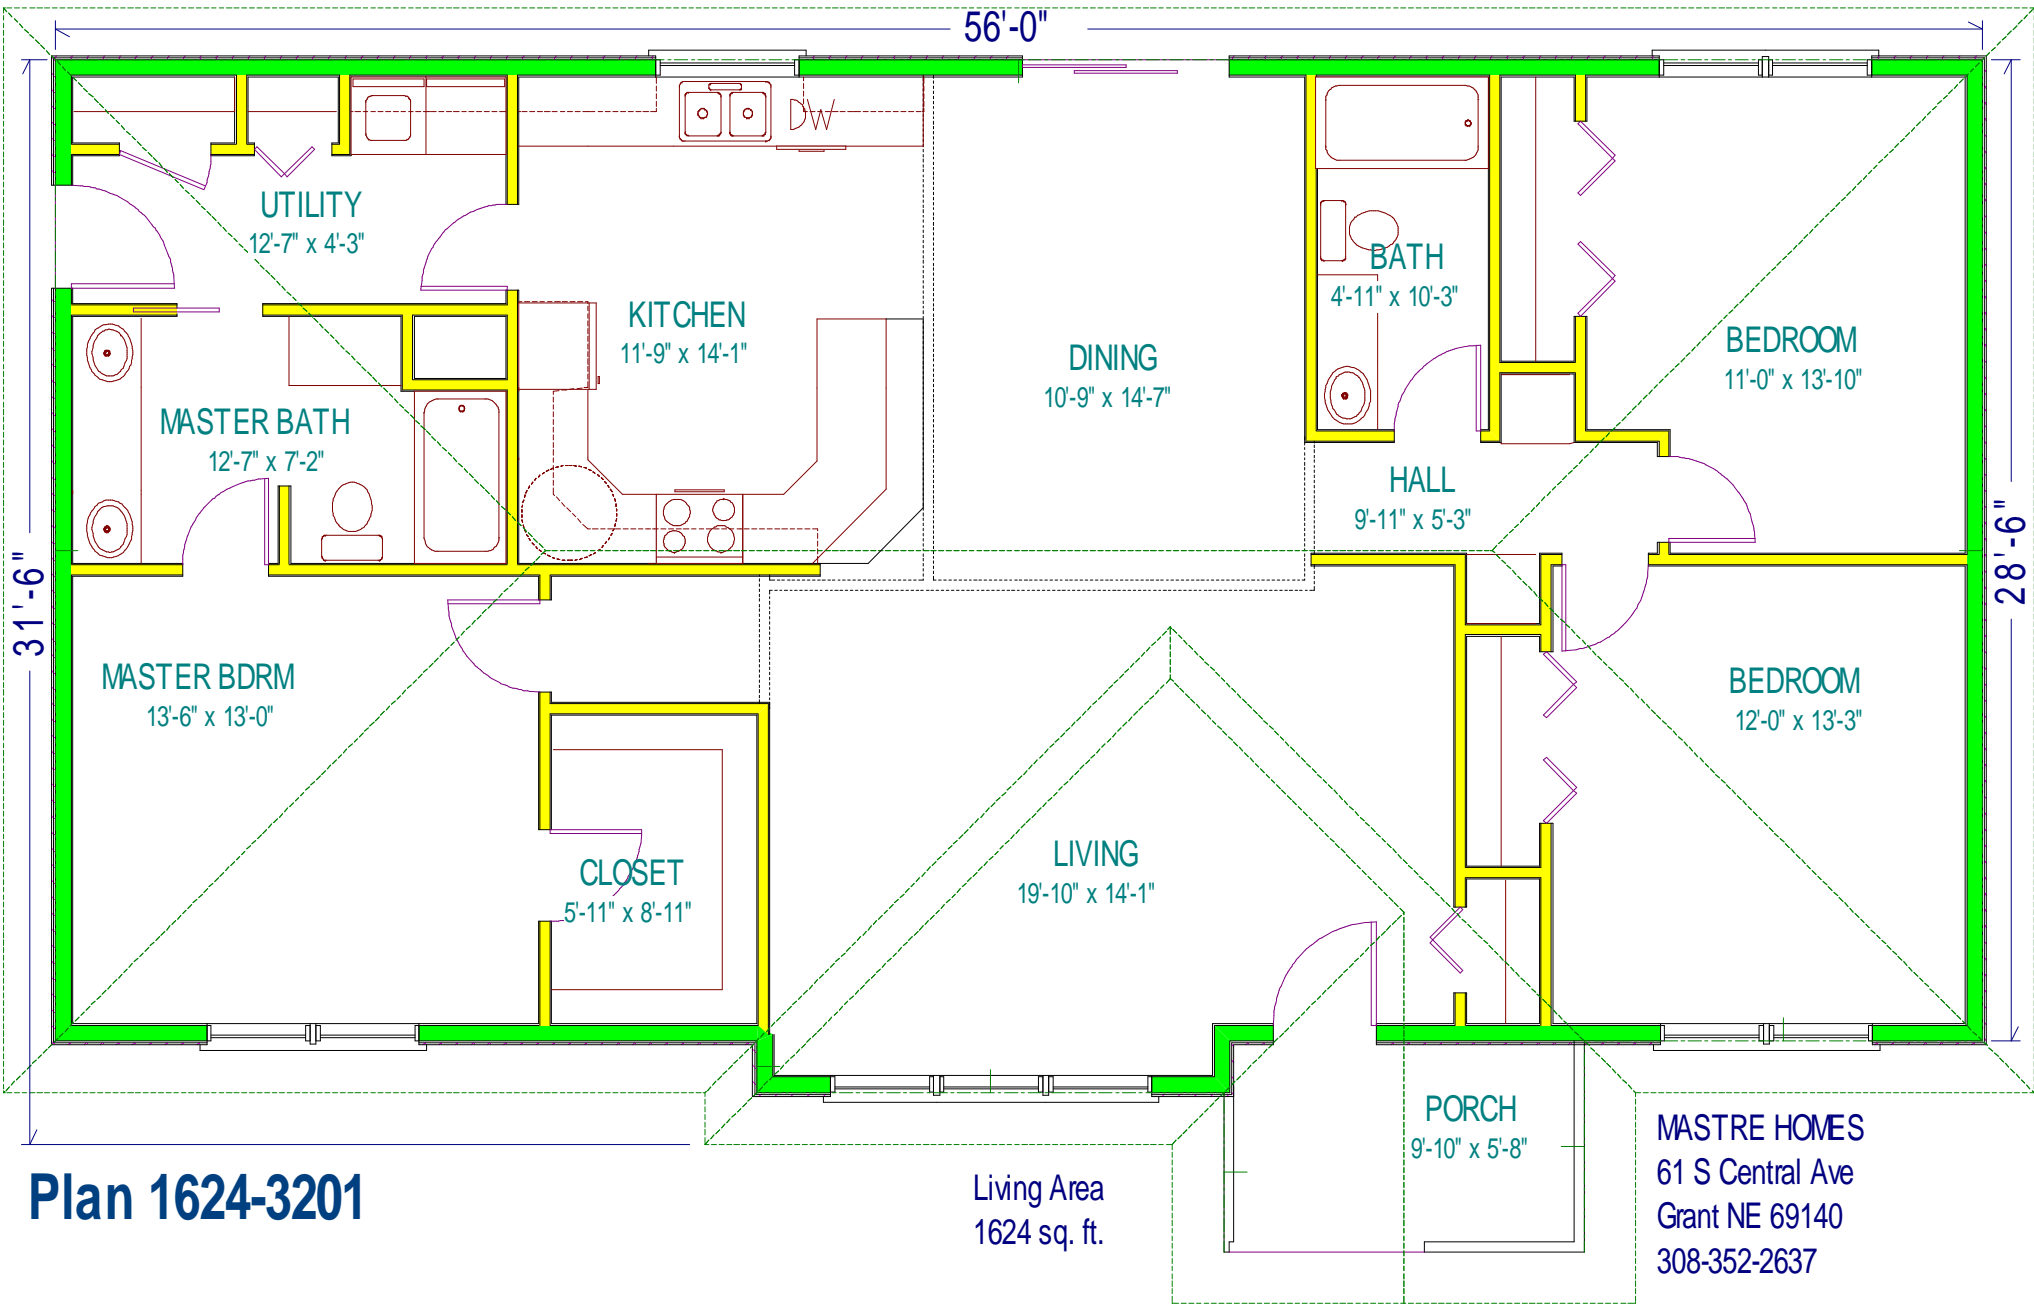 56'-0"
UTILITY
12'-7" x 4'-3"
DW
KITCHEN
11'-9" x 14'-1"
DINING
10'-9" x 14'-7"
BATH
4'-11" x 10'-3"
BEDROOM
11'-0" x 13'-10"
MASTER BATH
12'-7" x 7'-2"
HALL
9'-11" x 5'-3"
31'-6"
28'-6"
MASTER BDRM
13'-6" x 13'-0"
BEDROOM
12'-0" x 13'-3"
CLOSET
5'-11" x 8'-11"
LIVING
19'-10" x 14'-1"
PORCH
9'-10" x 5'-8"
Plan 1624-3201
Living Area
1624 sq. ft.
MASTRE HOMES
61 S Central Ave
Grant NE 69140
308-352-2637